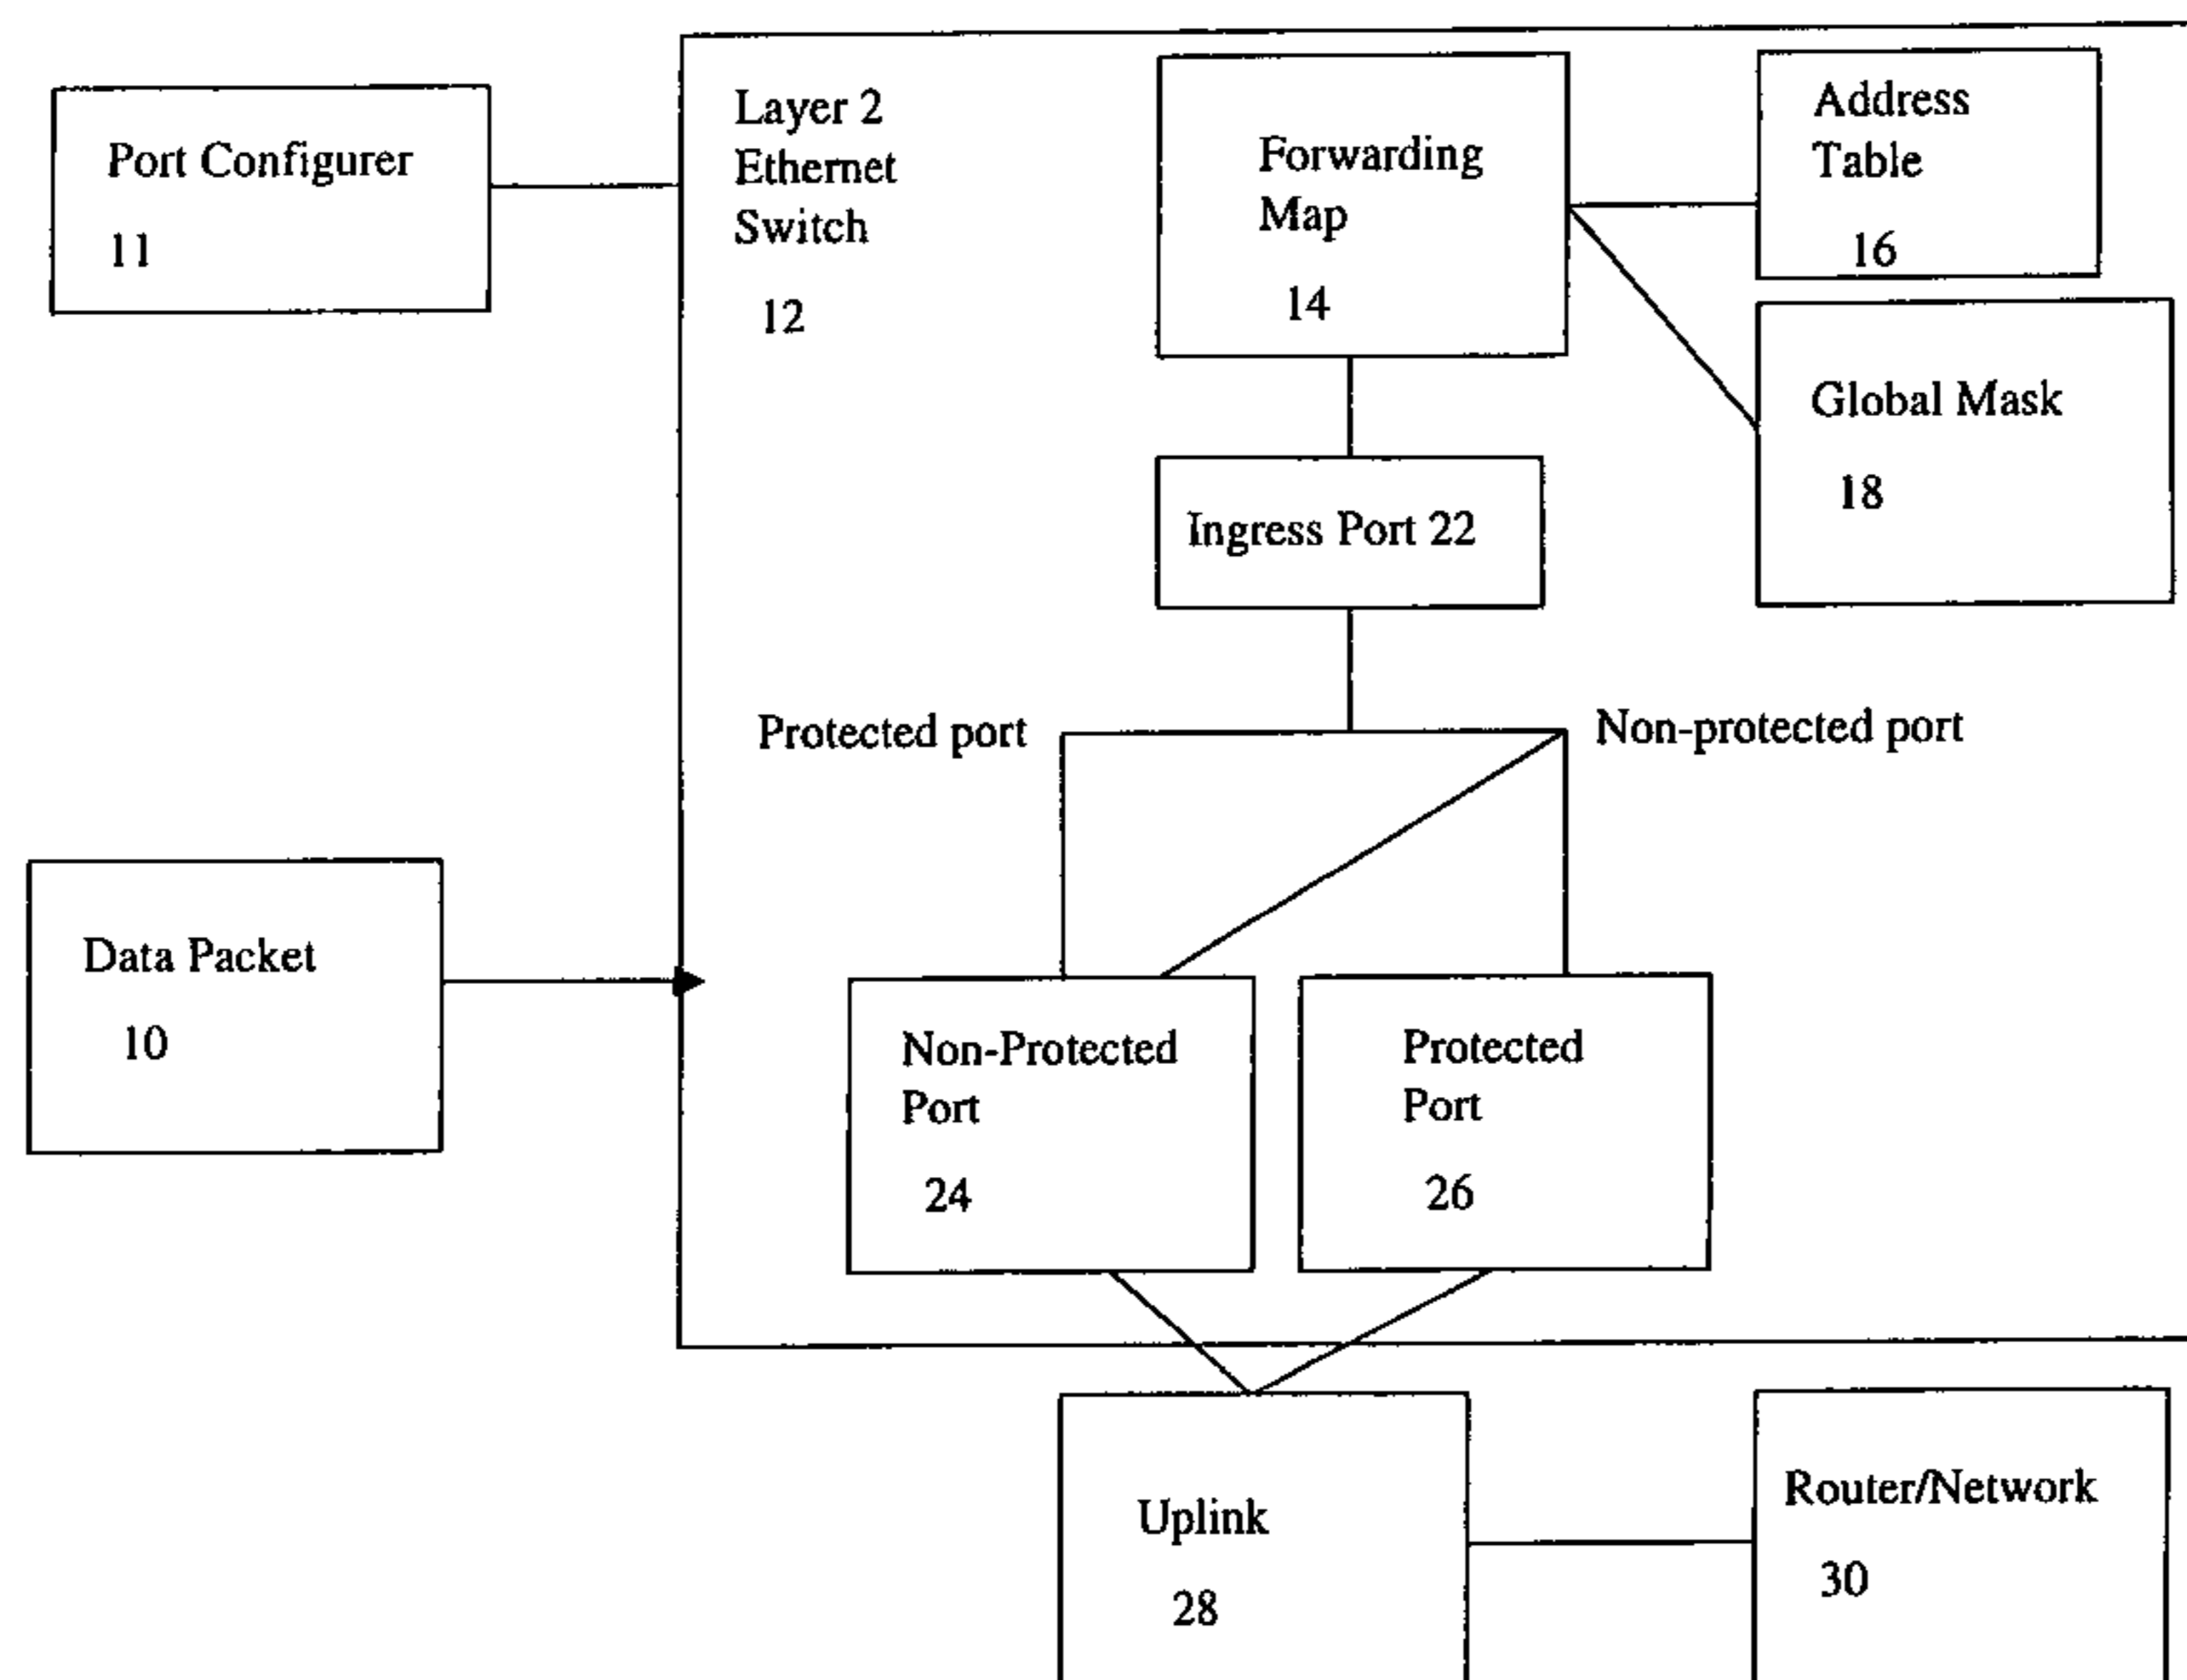 Port Configurer
11
Layer 2
Ethernet
Switch
12
Forwarding
Map
14
Address
Table
16
Global Mask
18
Ingress Port 22
Protected port
Non-protected port
Data Packet
10
Non-Protected
Port
24
Protected
Port
26
Uplink
28
Router/Network
30